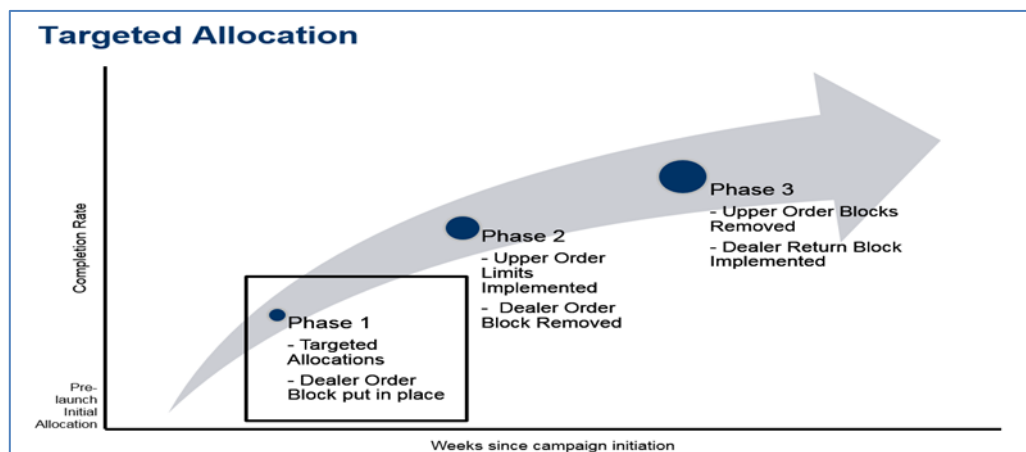 Targeted Allocation
Completion Rate
Pre-
launch
Initial
Allocation
Phase 1
- Targeted
Allocations
- Dealer Order
Block put in place
Phase 2
- Upper Order
Limits
Implemented
- Dealer Order
Block Removed
Phase 3
- Upper Order Blocks
Removed
- Dealer Return Block
Implemented
Weeks since campaign initiation